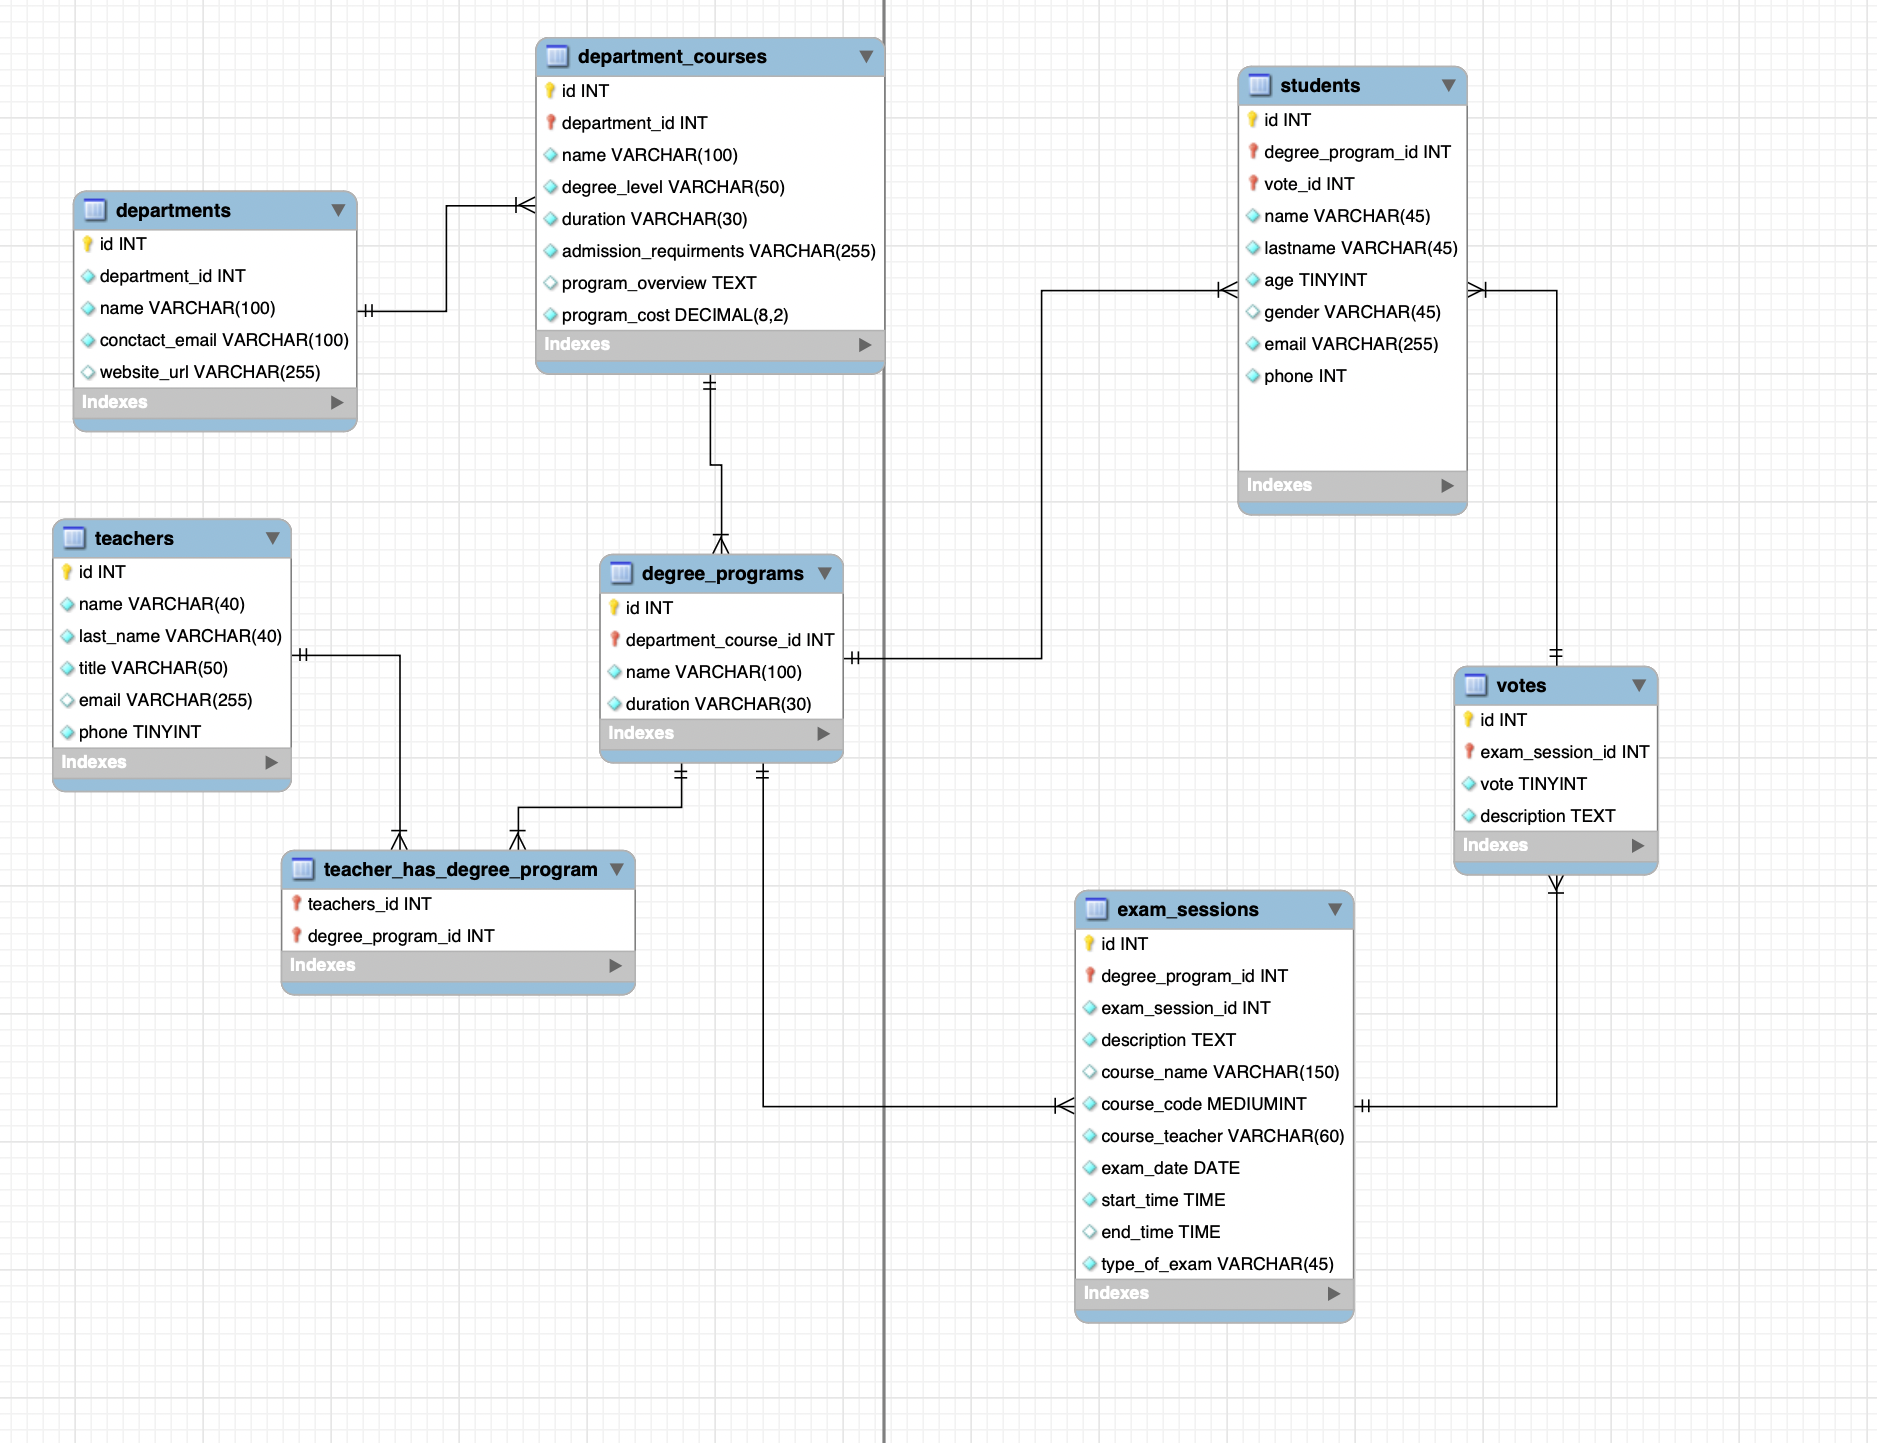 department_courses
id INT
department_id INT
name VARCHAR(100)
degree_level VARCHAR(50)
duration VARCHAR(30)
admission_requirments VARCHAR(255)
program_overview TEXT
program_cost DECIMAL(8,2)
Indexes
students
id INT
degree_program_id INT
vote_id INT
name VARCHAR(45)
lastname VARCHAR(45)
age TINYINT
gender VARCHAR(45)
email VARCHAR(255)
phone INT
Indexes
departments
id INT
department_id INT
name VARCHAR(100)
conctact_email VARCHAR(100)
website_url VARCHAR(255)
Indexes
teachers
id INT
name VARCHAR(40)
last_name VARCHAR(40)
title VARCHAR(50)
email VARCHAR(255)
phone TINYINT
Indexes
degree_programs
id INT
department_course_id INT
name VARCHAR(100)
duration VARCHAR(30)
Indexes
votes
id INT
exam_session_id INT
vote TINYINT
description TEXT
Indexes
teacher_has_degree_program
teachers_id INT
degree_program_id INT
Indexes
exam_sessions
id INT
degree_program_id INT
exam_session_id INT
description TEXT
course_name VARCHAR(150)
course_code MEDIUMINT
course_teacher VARCHAR(60)
exam_date DATE
start_time TIME
end_time TIME
type_of_exam VARCHAR(45)
Indexes